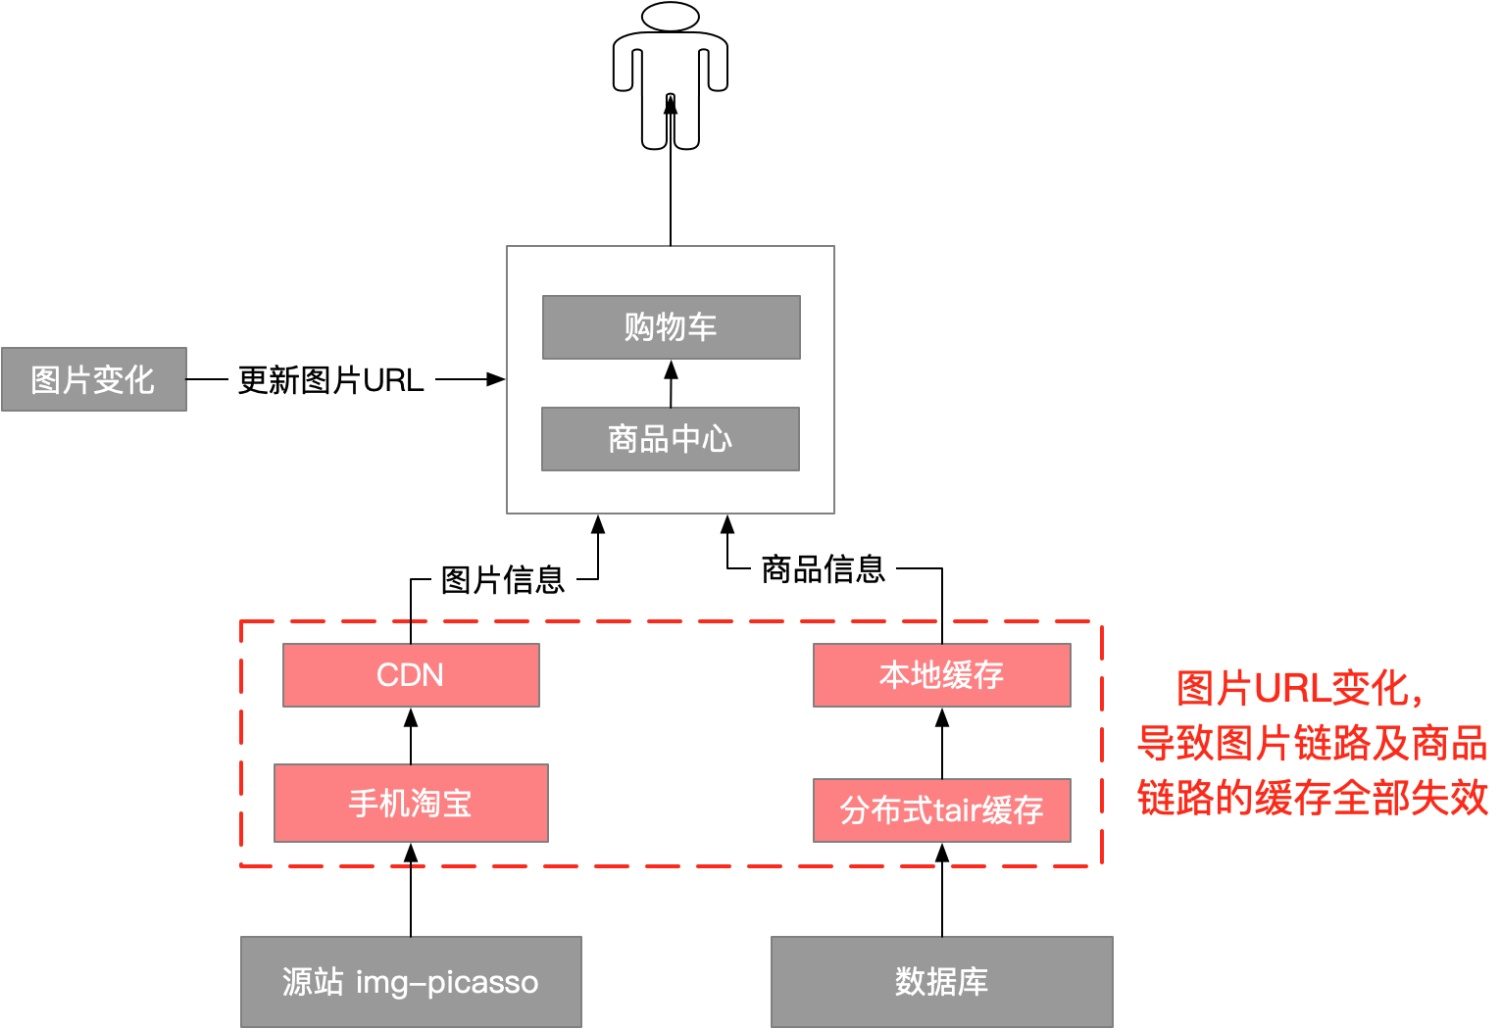 购物车
图片变化
更新图片URL
商品中心
图片信息
商品信息
CDN
本地缓存
手机淘宝
分布式tair缓存
图片URL变化，
导致图片链路及商品
链路的缓存全部失效
源站 img-picasso
数据库